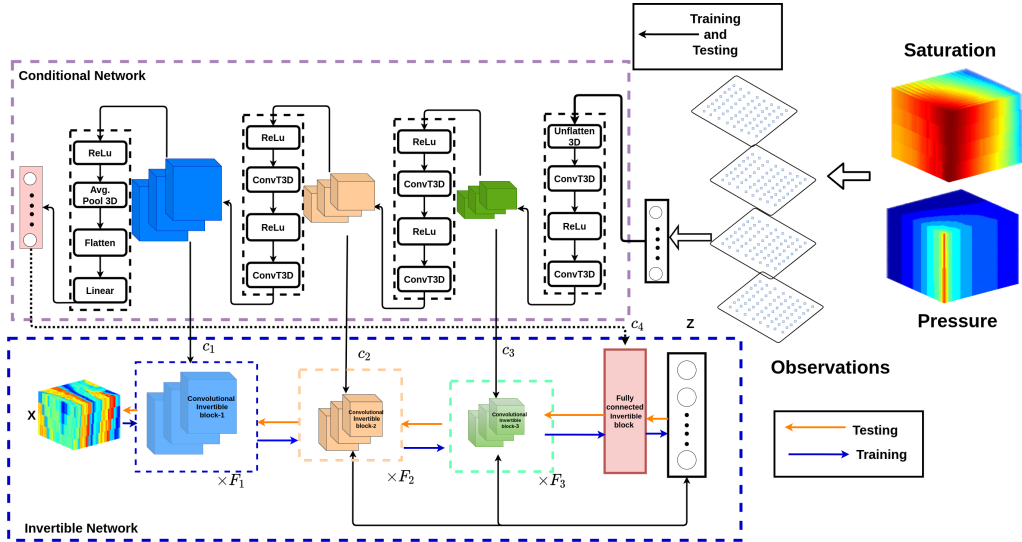 Training
and
Testing
Saturation
Conditional Network
ReLu
Avg.
Pool 3D
Flatten
Linear
ReLu
ConvT3D
ReLu
ConvT3D
ReLu
ConvT3D
ReLu
ConvT3D
Unflatten
3D
ConvT3D
ReLu
ConvT3D
Pressure
Observations
c₁
c₂
c₃
c₄
Z
X
Convolutional
Invertible
block-1
×F₁
Convolutional
Invertible
block-2
×F₂
Convolutional
Invertible
block-3
×F₃
Fully
connected
Invertible
block
Testing
Training
Invertible Network